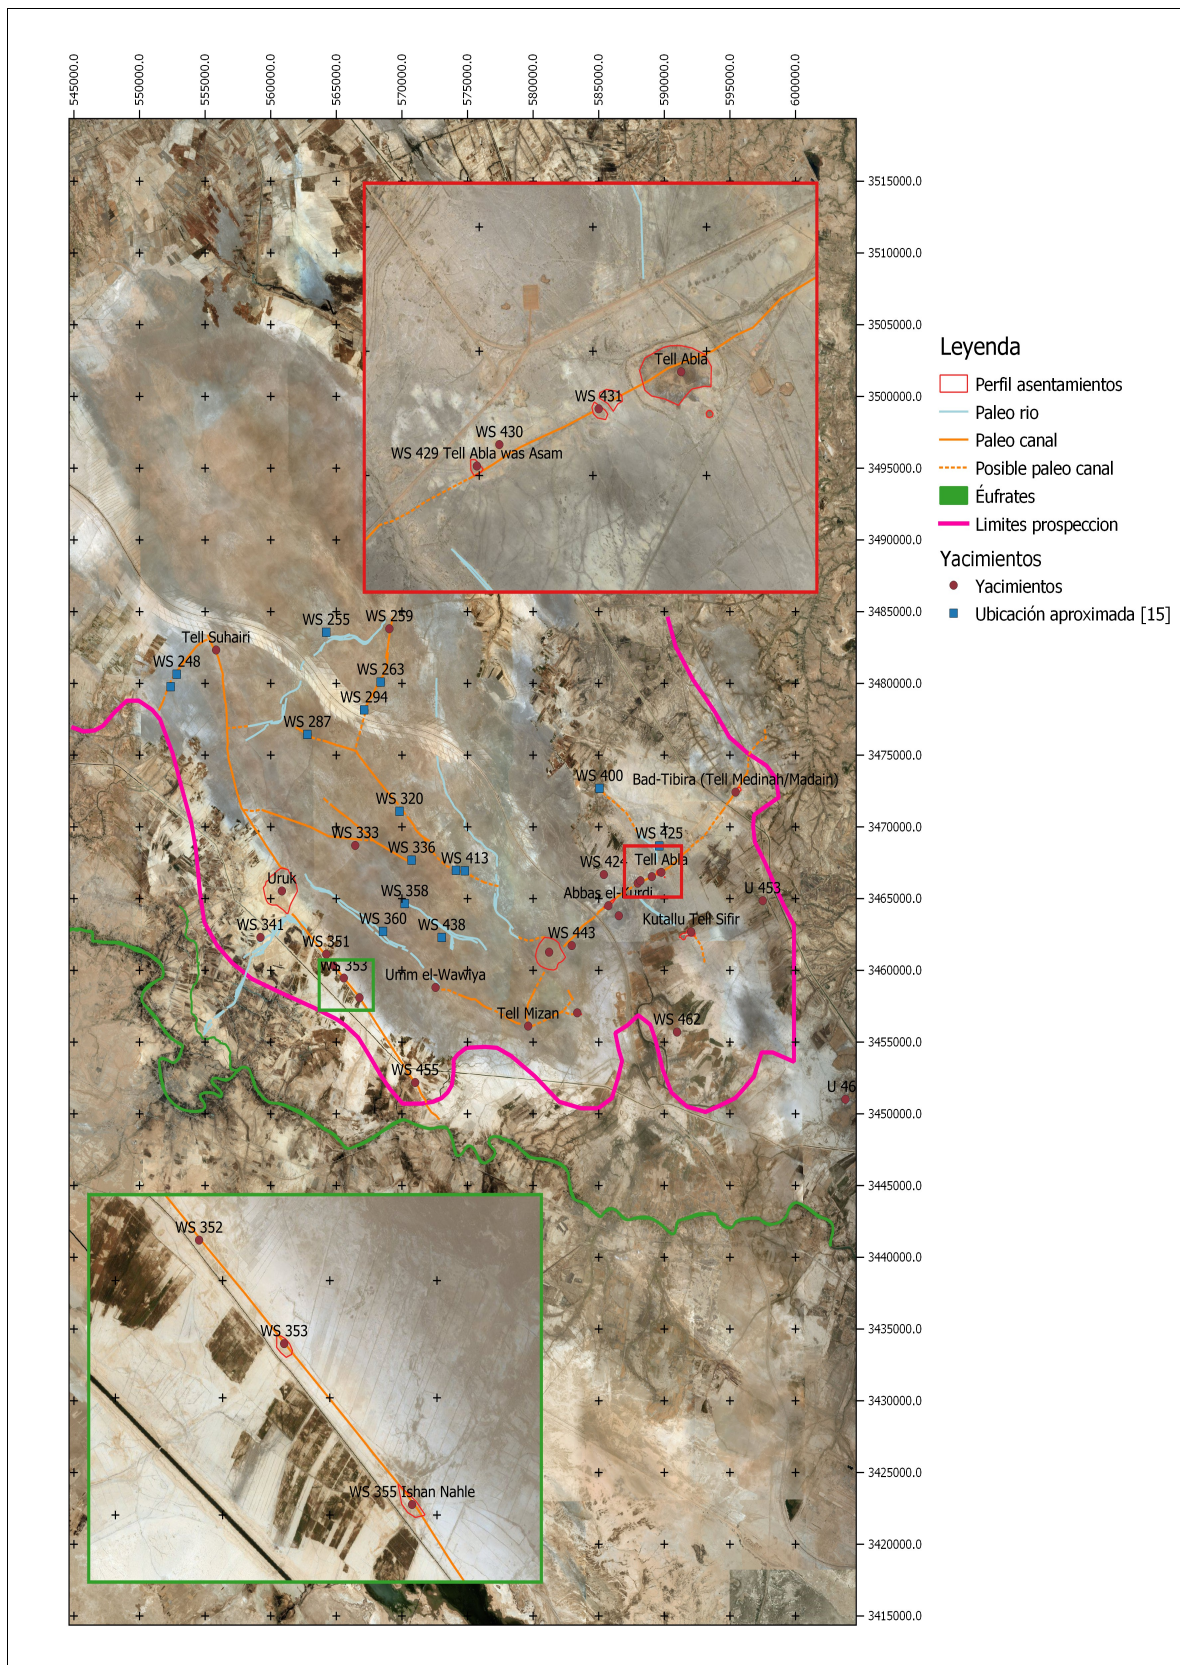 545000.0
550000.0
555000.0
560000.0
565000.0
570000.0
575000.0
580000.0
585000.0
590000.0
595000.0
600000.0
3515000.0
3510000.0
3505000.0
3500000.0
3495000.0
3490000.0
3485000.0
3480000.0
3475000.0
3470000.0
3465000.0
3460000.0
3455000.0
3450000.0
3445000.0
3440000.0
3435000.0
3430000.0
3425000.0
3420000.0
3415000.0
Tell Abla
WS 431
WS 430
WS 429 Tell Abla was Asam
WS 255
WS 259
Tell Suhairi
WS 248
WS 263
WS 294
WS 287
WS 400
Bad-Tibira (Tell Medinah/Madain)
WS 320
WS 333
WS 336
WS 425
WS 413
WS 424
Tell Abla
Uruk
WS 358
Abbas el-Kurdi
U 453
WS 360
WS 438
Kutallu Tell Sifir
WS 341
WS 351
WS 443
WS 353
Umm el-Wawiya
Tell Mizan
WS 462
WS 455
U 46
WS 352
WS 353
WS 355 Ishan Nahle
Leyenda
Perfil asentamientos
Paleo rio
Paleo canal
Posible paleo canal
Éufrates
Limites prospeccion
Yacimientos
Yacimientos
Ubicación aproximada [15]